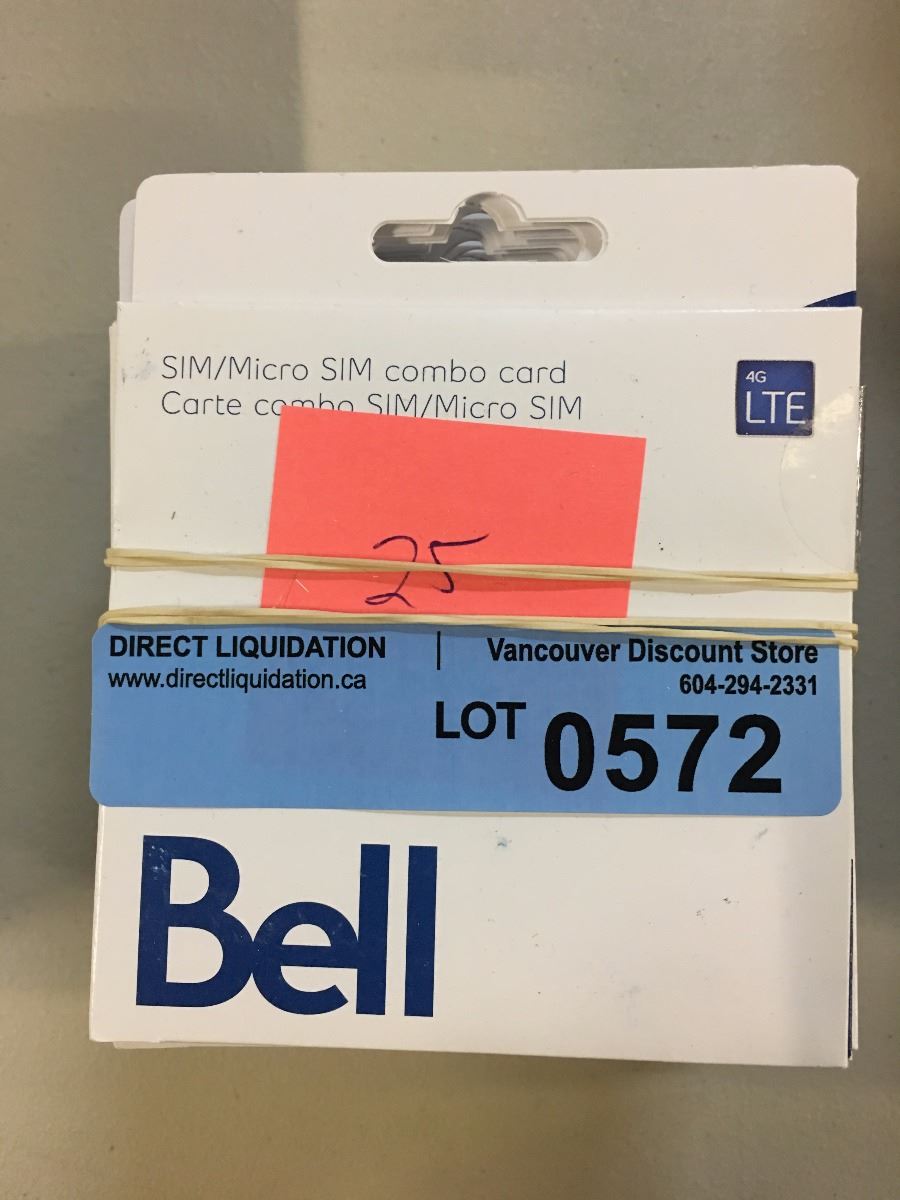 SIM/Micro SIM combo card
Carte combo SIM/Micro SIM
4G
LTE
25
DIRECT LIQUIDATION | Vancouver Discount Store
www.directliquidation.ca 604-294-2331
LOT 0572
Bell